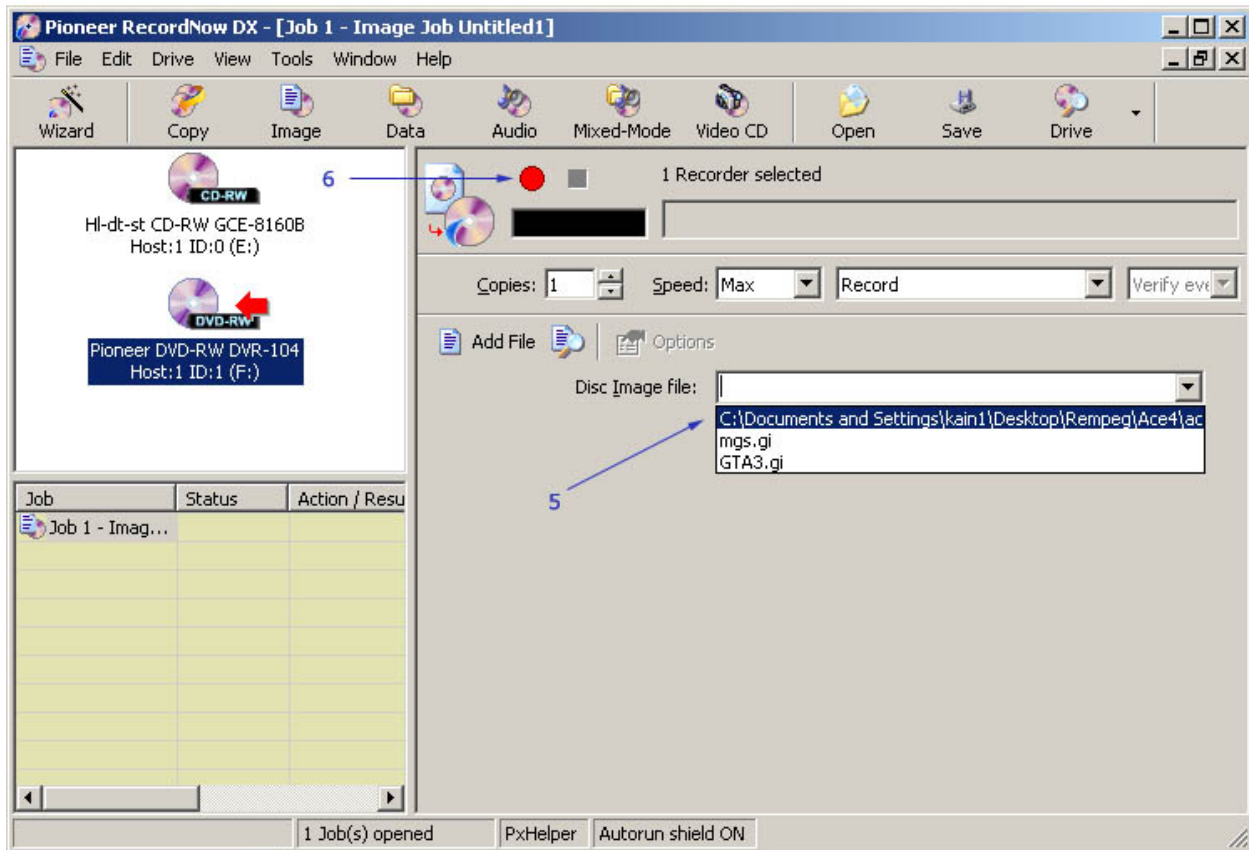 Pioneer RecordNow DX - [Job 1 - Image Job Untitled1]
File Edit Drive View Tools Window Help
Wizard Copy Image Data Audio Mixed-Mode Video CD Open Save Drive
CD-RW
Hl-dt-st CD-RW GCE-8160B
Host:1 ID:0 (E:)
DVD-RW
Pioneer DVD-RW DVR-104
Host:1 ID:1 (F:)
6
1 Recorder selected
Copies: 1 Speed: Max Record Verify eve
Add File Options
Disc Image file:
C:\Documents and Settings\kain1\Desktop\Rempeg\Ace4\ac
mgs.gi
GTA3.gi
5
Job Status Action / Resu
Job 1 - Imag...
1 Job(s) opened PxHelper Autorun shield ON